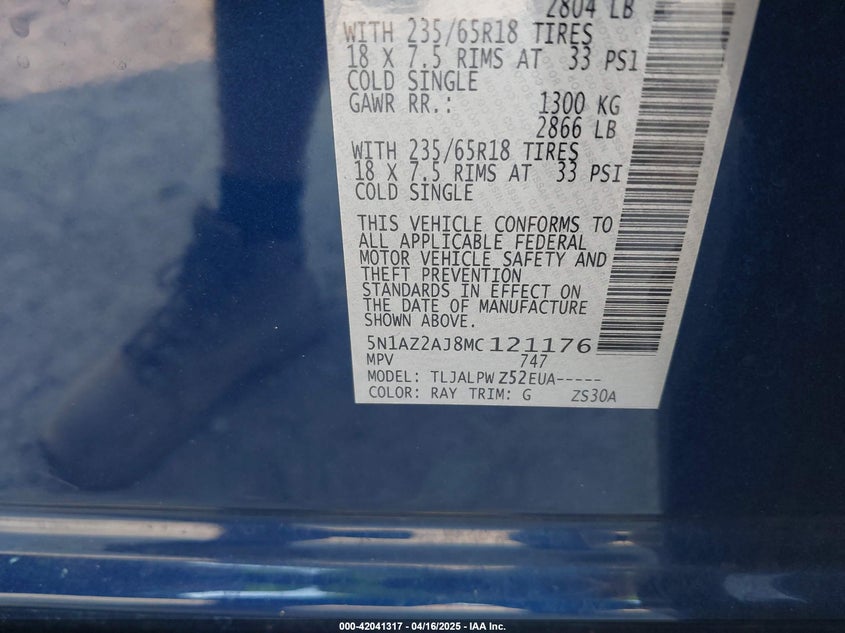 2804 LB
WITH 235/65R18 TIRES
18 X 7.5 RIMS AT 33 PSI
COLD SINGLE
GAWR RR.: 1300 KG
2866 LB
WITH 235/65R18 TIRES
18 X 7.5 RIMS AT 33 PSI
COLD SINGLE
THIS VEHICLE CONFORMS TO
ALL APPLICABLE FEDERAL
MOTOR VEHICLE SAFETY AND
THEFT PREVENTION
STANDARDS IN EFFECT ON
THE DATE OF MANUFACTURE
SHOWN ABOVE.
5N1AZ2AJ8MC121176
MPV 747
MODEL: TLJALPWZ52EUA-----
COLOR: RAY TRIM: G ZS30A
000-42041317 - 04/16/2025 - IAA Inc.